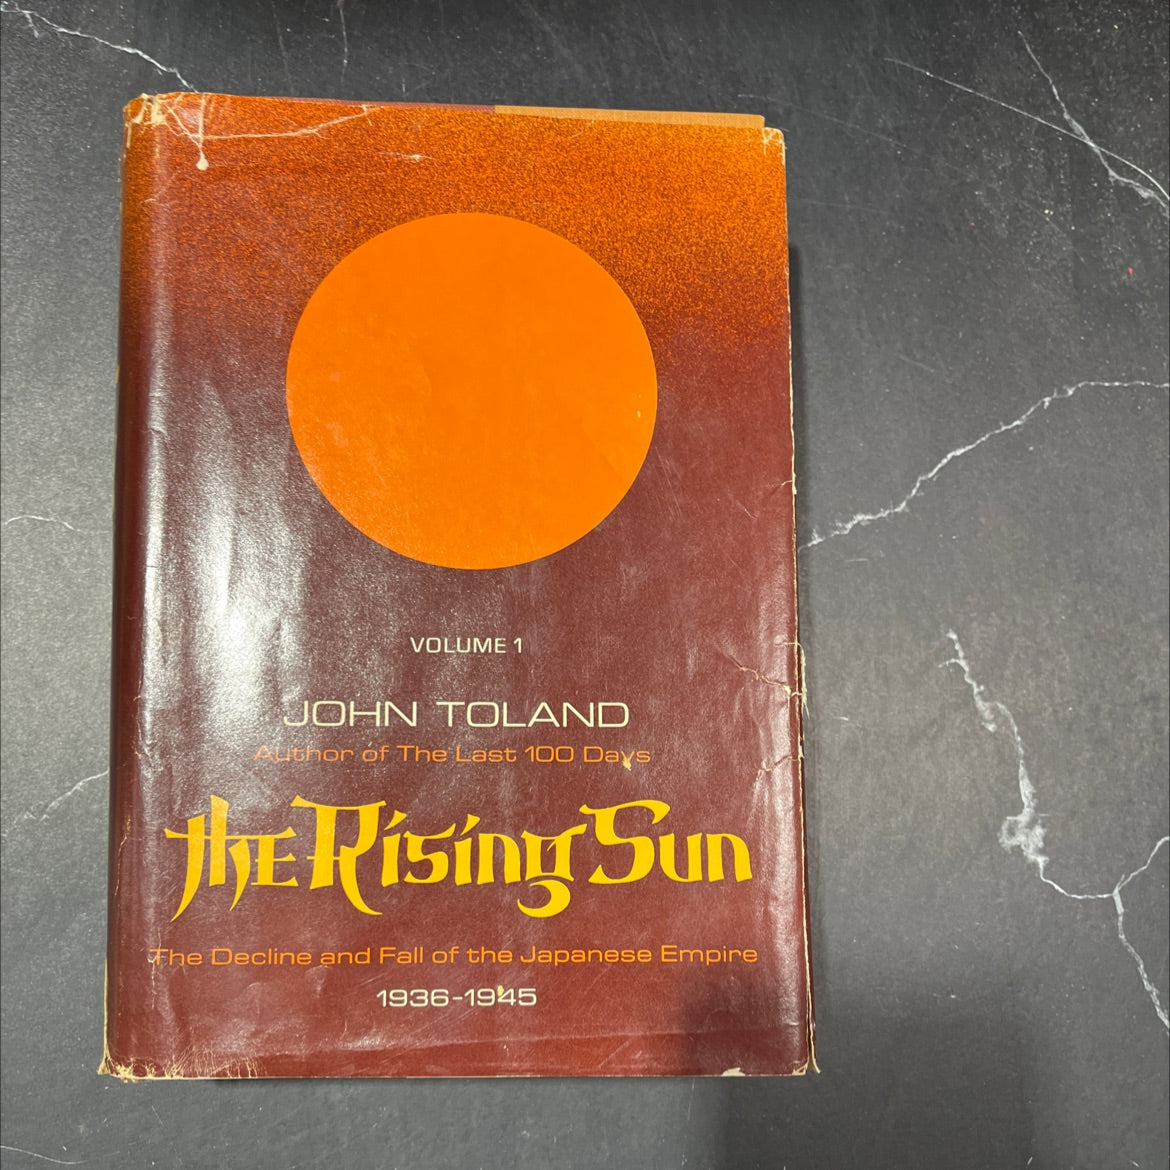 VOLUME 1
JOHN TOLAND
Author of The Last 100 Days
the Rising Sun
The Decline and Fall of the Japanese Empire
1936-1945